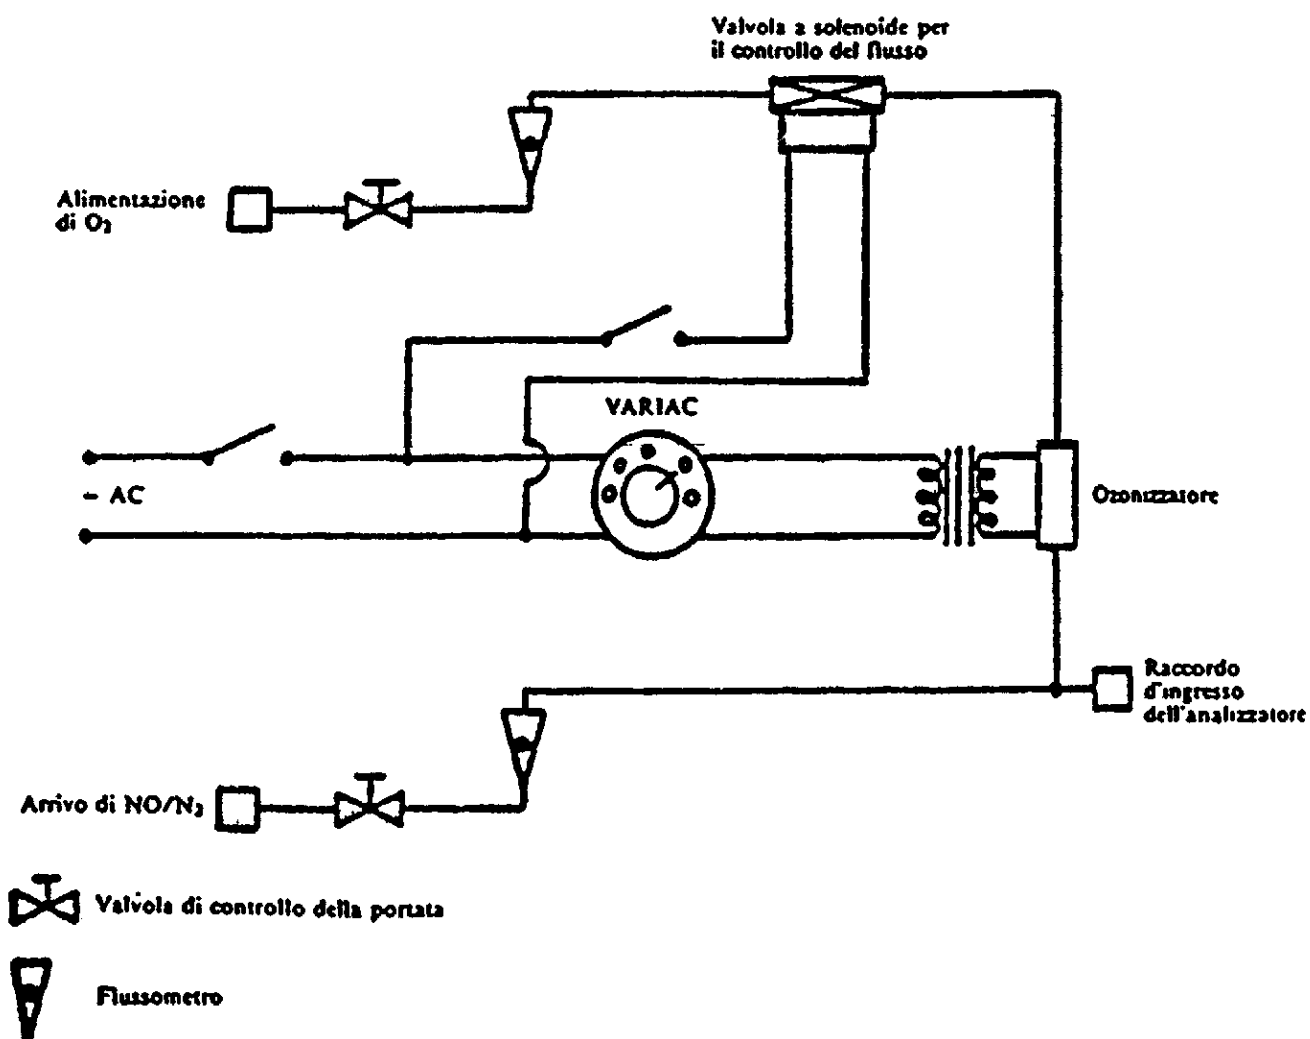 Valvola a solenoide per
il controllo del flusso
Alimentazione
di O₂
VARIAC
~ AC
Ozonizzatore
Raccordo
d'ingresso
dell'analizzatore
Arrivo di NO/N₂
Valvola di controllo della portata
Flussometro